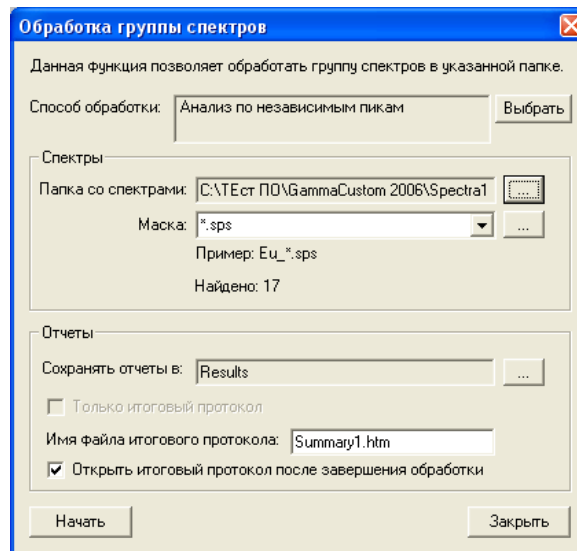 Обработка группы спектров
Данная функция позволяет обработать группу спектров в указанной папке.
Способ обработки: Анализ по независимым пикам Выбрать
Спектры
Папка со спектрами: C:\ТЕст ПО\GammaCustom 2006\Spectra1 ...
Маска: *.sps ...
Пример: Eu_*.sps
Найдено: 17
Отчеты
Сохранять отчеты в: Results ...
Только итоговый протокол
Имя файла итогового протокола: Summary1.htm
Открыть итоговый протокол после завершения обработки
Начать Закрыть